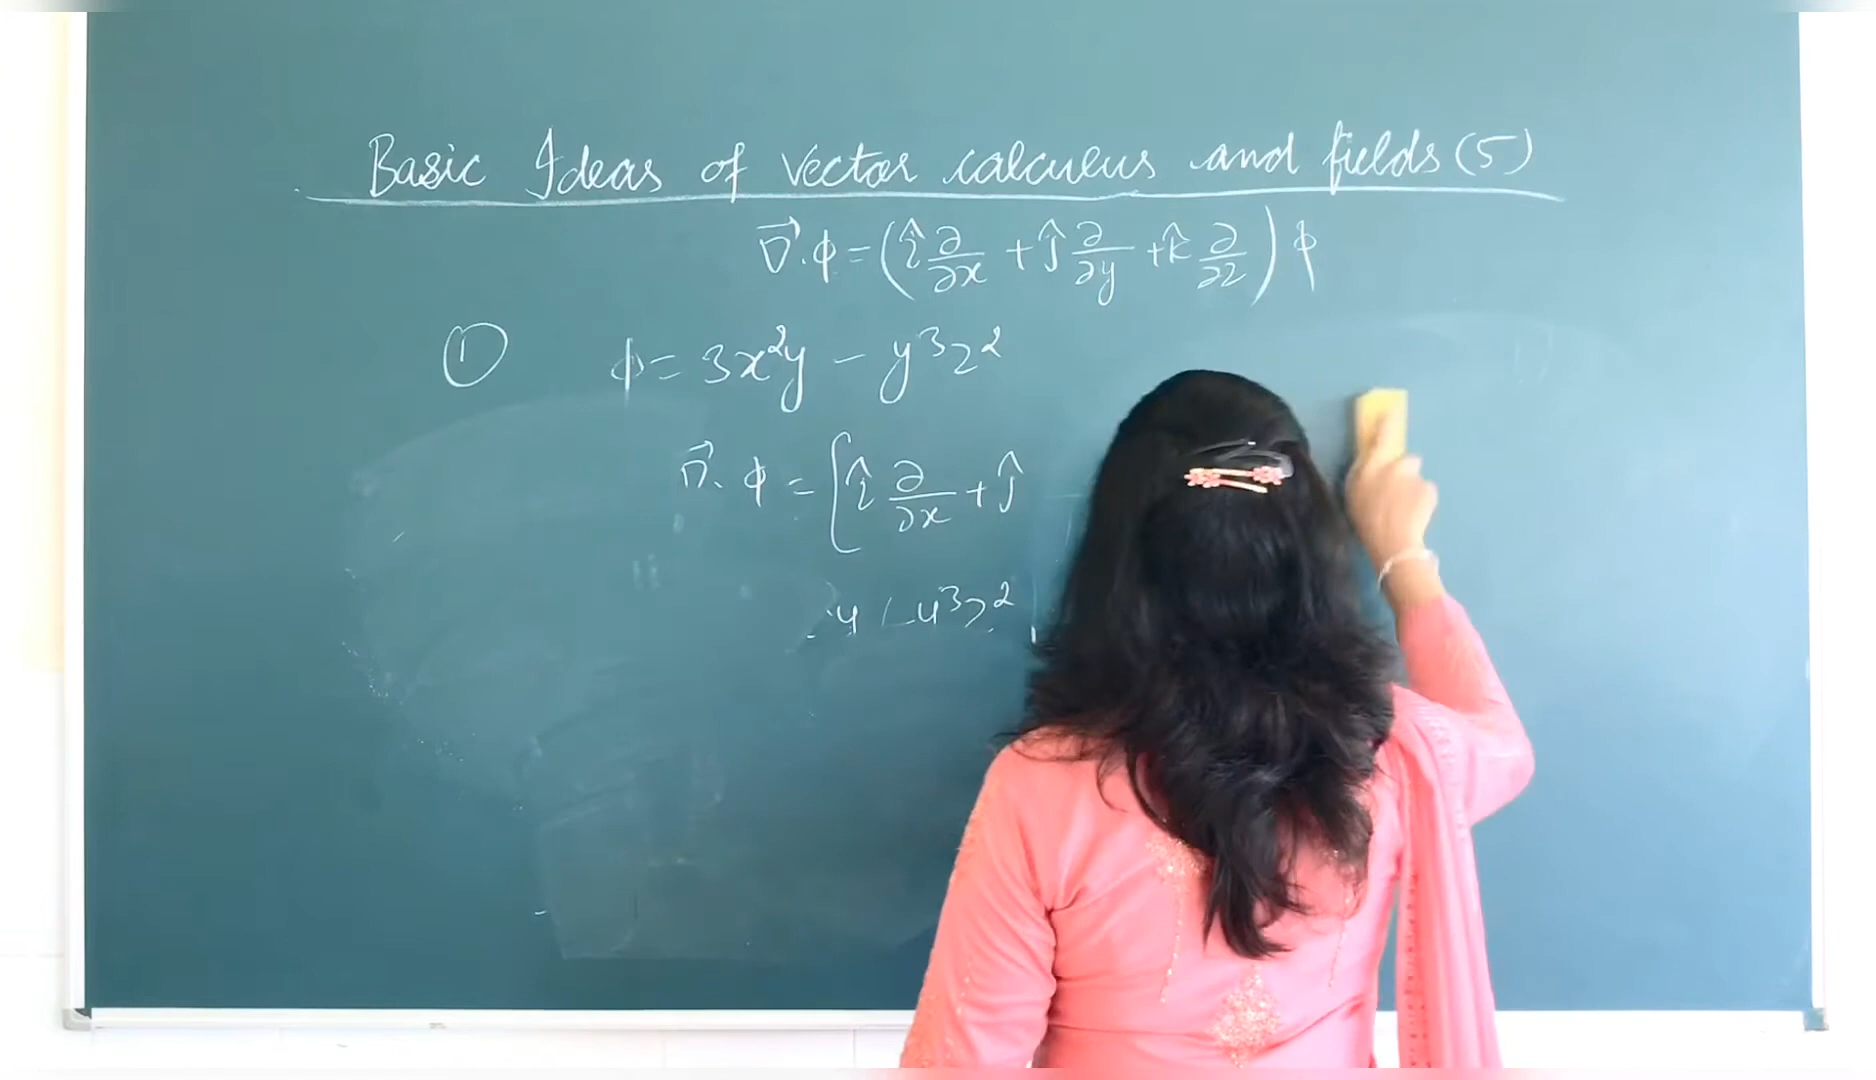 Basic Ideas of Vector calculus and fields (5)
∇⃗.ϕ = (î ∂/∂x + ĵ ∂/∂y + k̂ ∂/∂z) ϕ
① ϕ = 3x²y − y³z²
∇⃗. ϕ = [î ∂/∂x + ĵ
y - y³z²